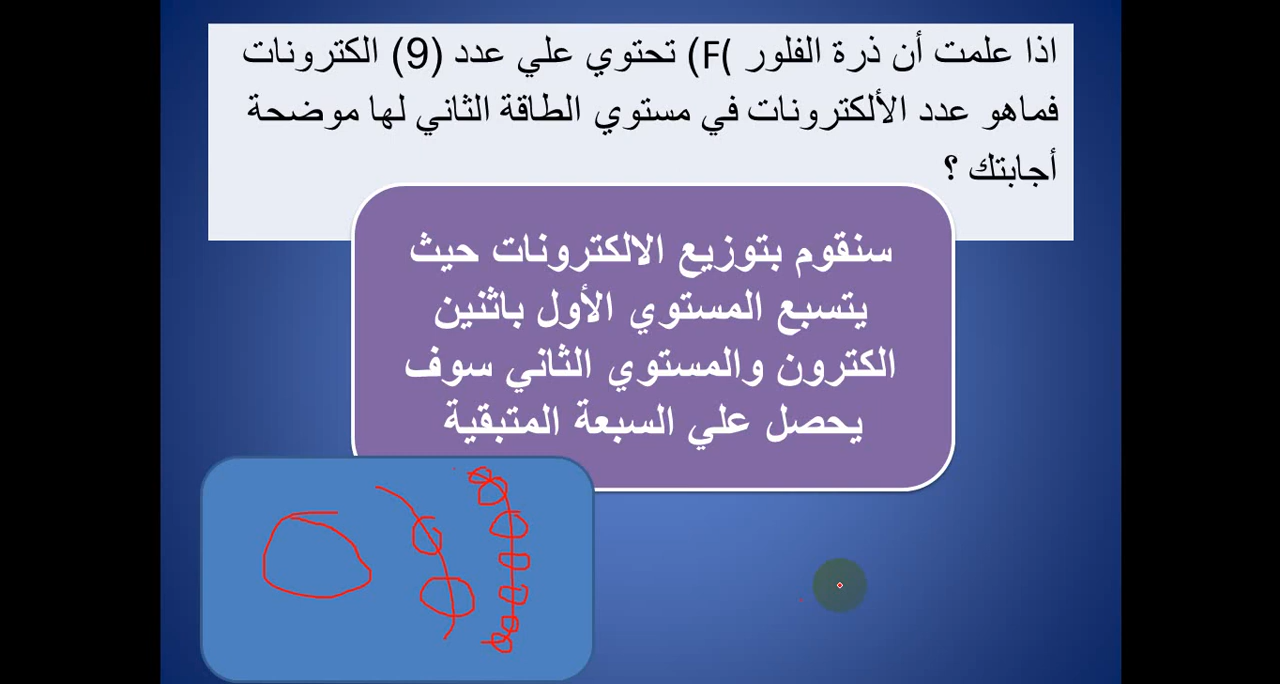 اذا علمت أن ذرة الفلور )F) تحتوي علي عدد (9) الكترونات
فماهو عدد الألكترونات في مستوي الطاقة الثاني لها موضحة
أجابتك ؟
سنقوم بتوزيع الالكترونات حيث
يتسبع المستوي الأول باثنين
الكترون والمستوي الثاني سوف
يحصل علي السبعة المتبقية